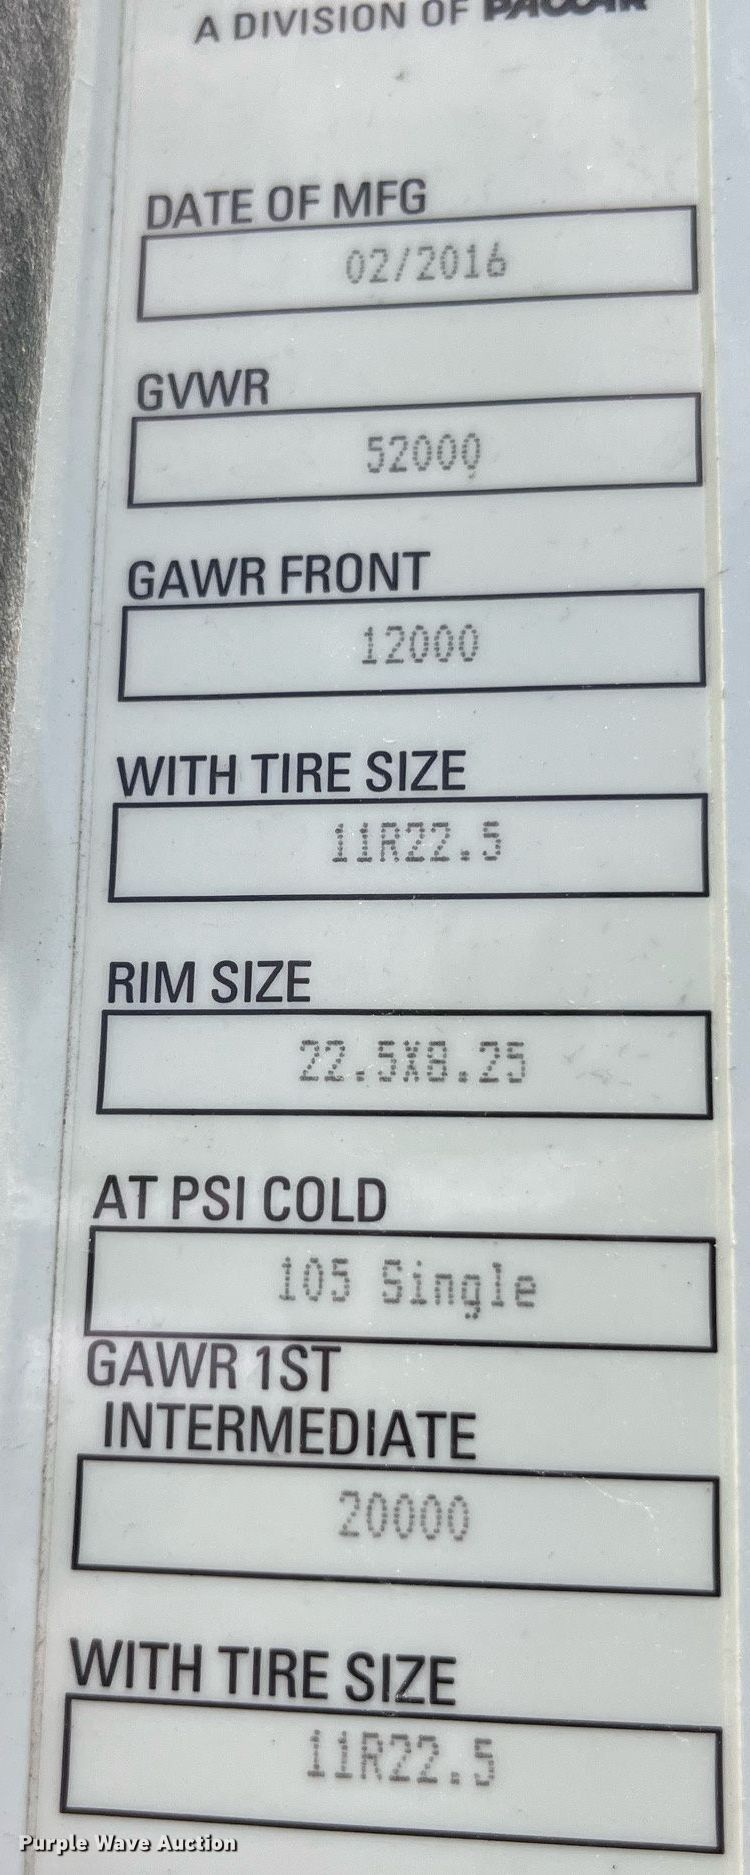 A DIVISION OF PACCAR
DATE OF MFG
02/2016
GVWR
52000
GAWR FRONT
12000
WITH TIRE SIZE
11R22.5
RIM SIZE
22.5X8.25
AT PSI COLD
105 Single
GAWR 1ST
INTERMEDIATE
20000
WITH TIRE SIZE
11R22.5
Purple Wave Auction